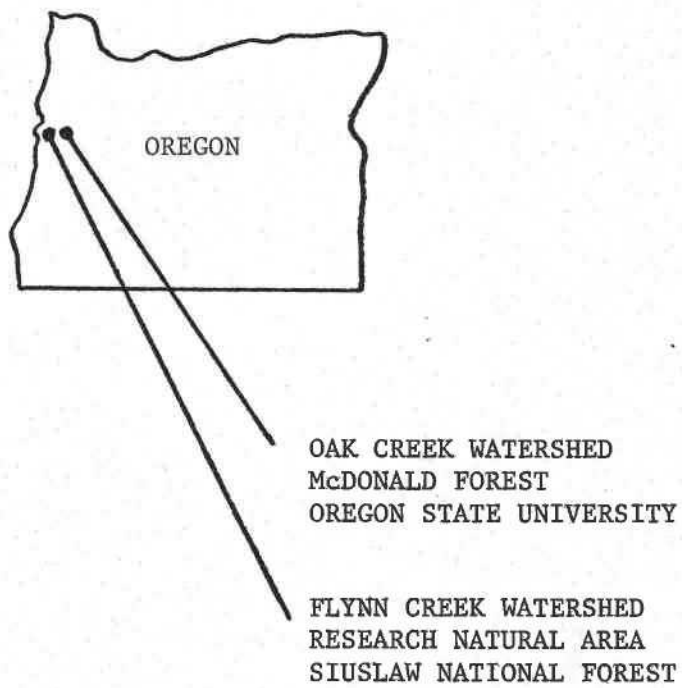 OREGON
OAK CREEK WATERSHED
McDONALD FOREST
OREGON STATE UNIVERSITY
FLYNN CREEK WATERSHED
RESEARCH NATURAL AREA
SIUSLAW NATIONAL FOREST